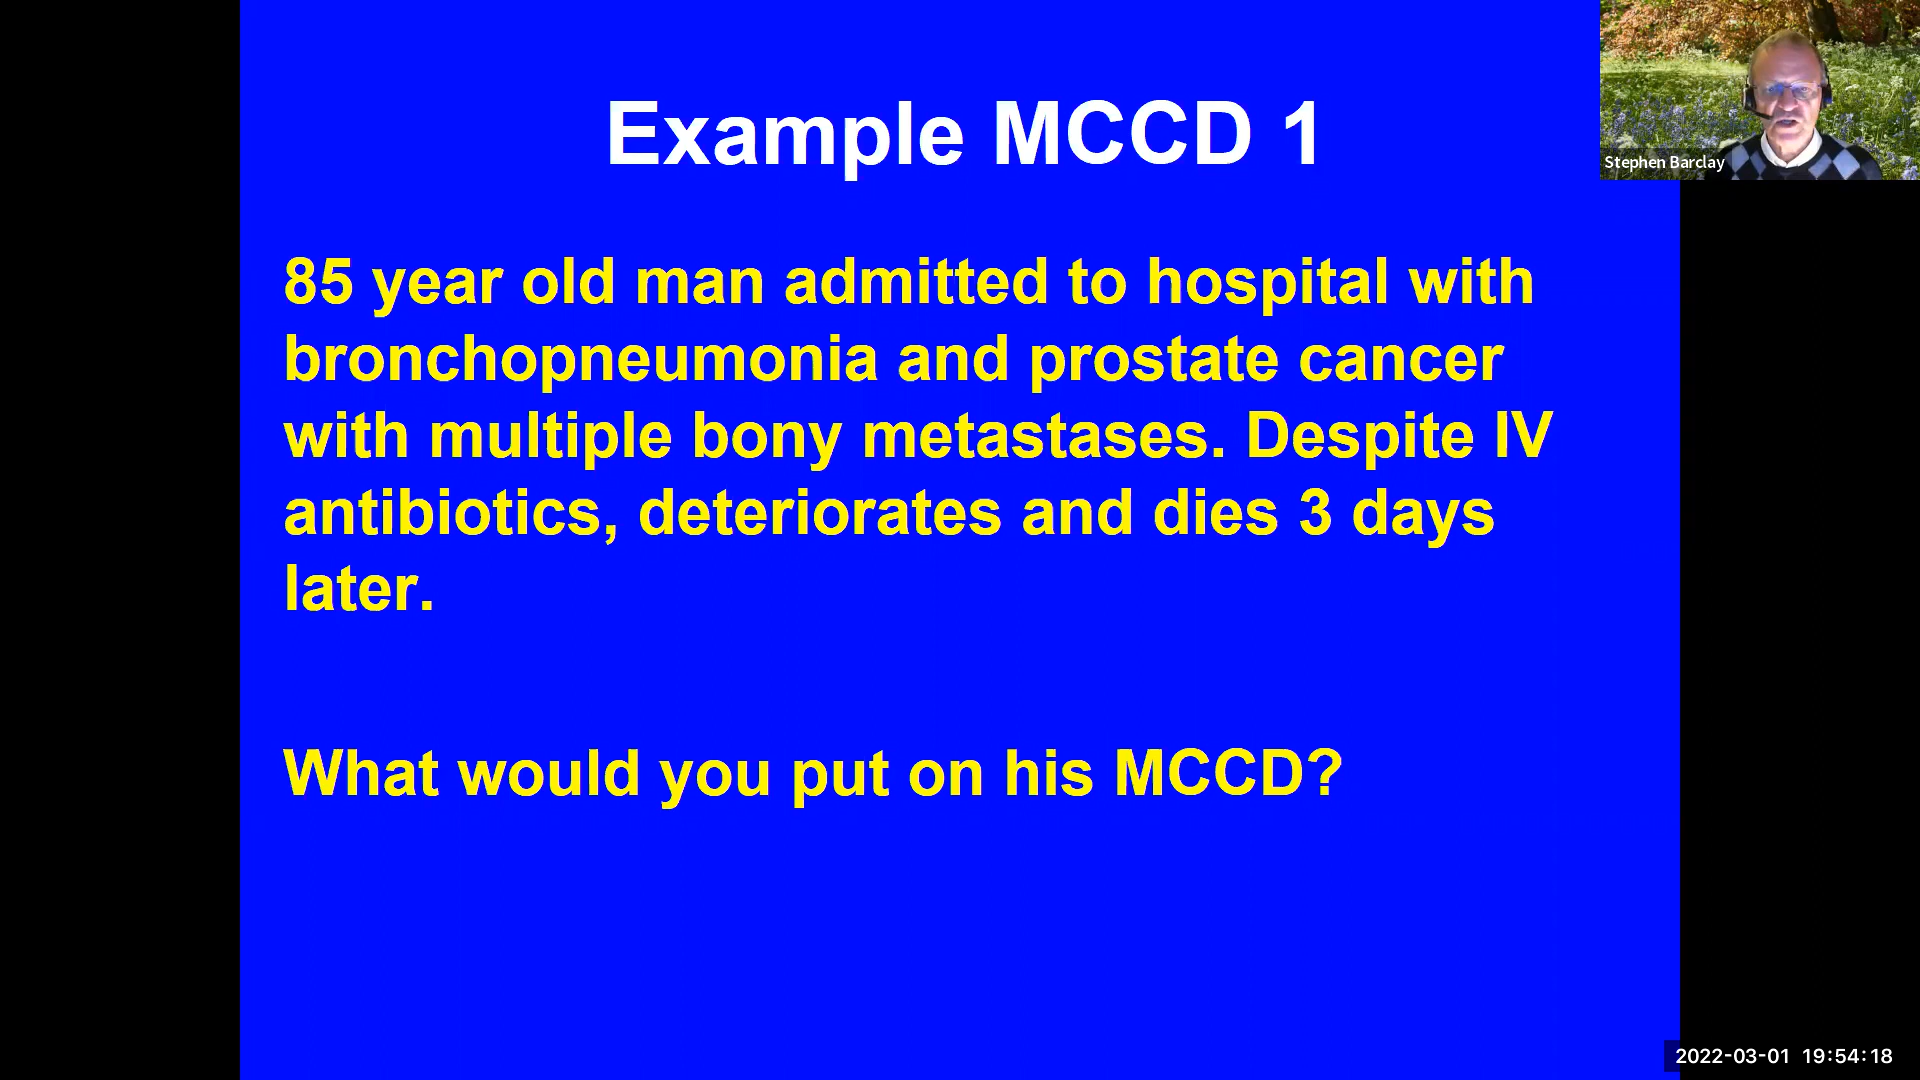 Example MCCD 1
Stephen Barclay
85 year old man admitted to hospital with
bronchopneumonia and prostate cancer
with multiple bony metastases. Despite IV
antibiotics, deteriorates and dies 3 days
later.
What would you put on his MCCD?
2022-03-01 19:54:18